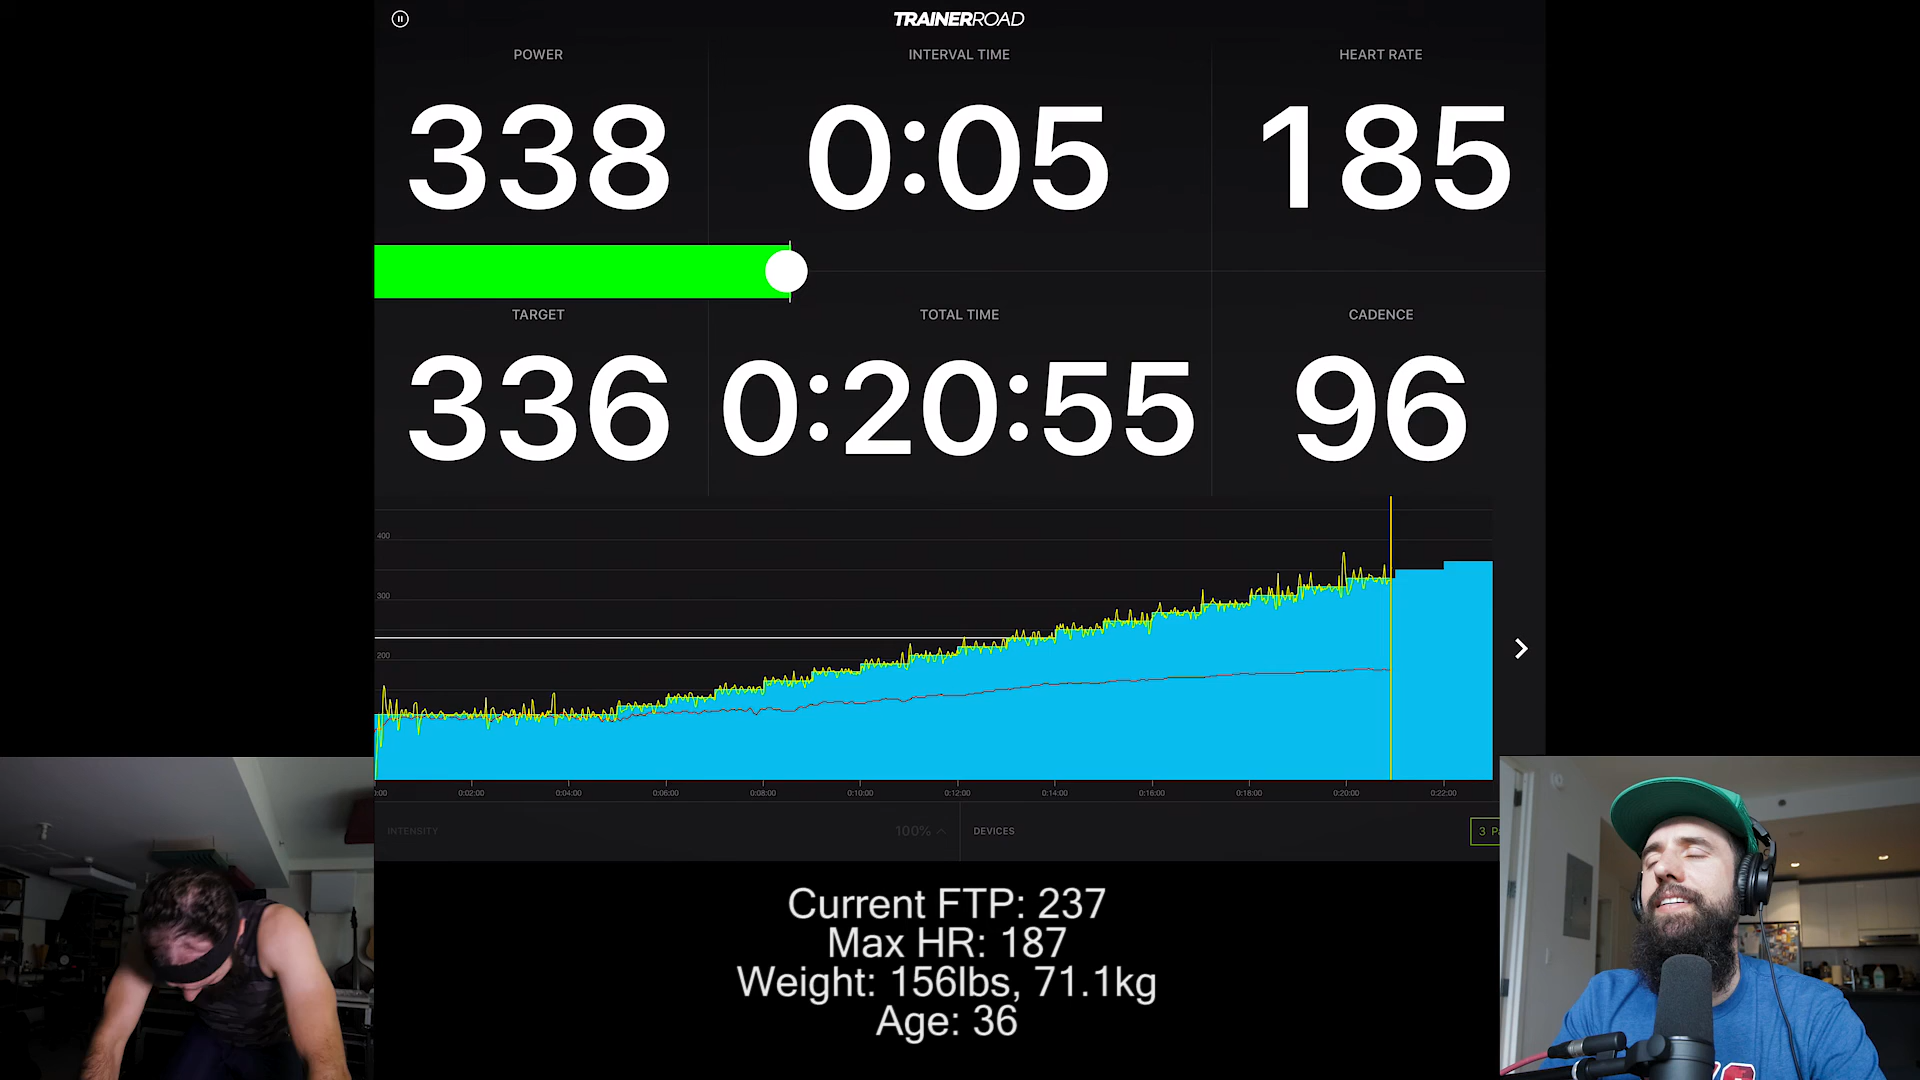 TRAINERROAD
POWER
INTERVAL TIME
HEART RATE
338
0:05
185
TARGET
TOTAL TIME
CADENCE
336
0:20:55
96
400
300
200
0:02:00 0:04:00 0:06:00 0:08:00 0:10:00 0:12:00 0:14:00 0:16:00 0:18:00 0:20:00 0:22:00
INTENSITY
100%
DEVICES
3
Current FTP: 237
Max HR: 187
Weight: 156lbs, 71.1kg
Age: 36